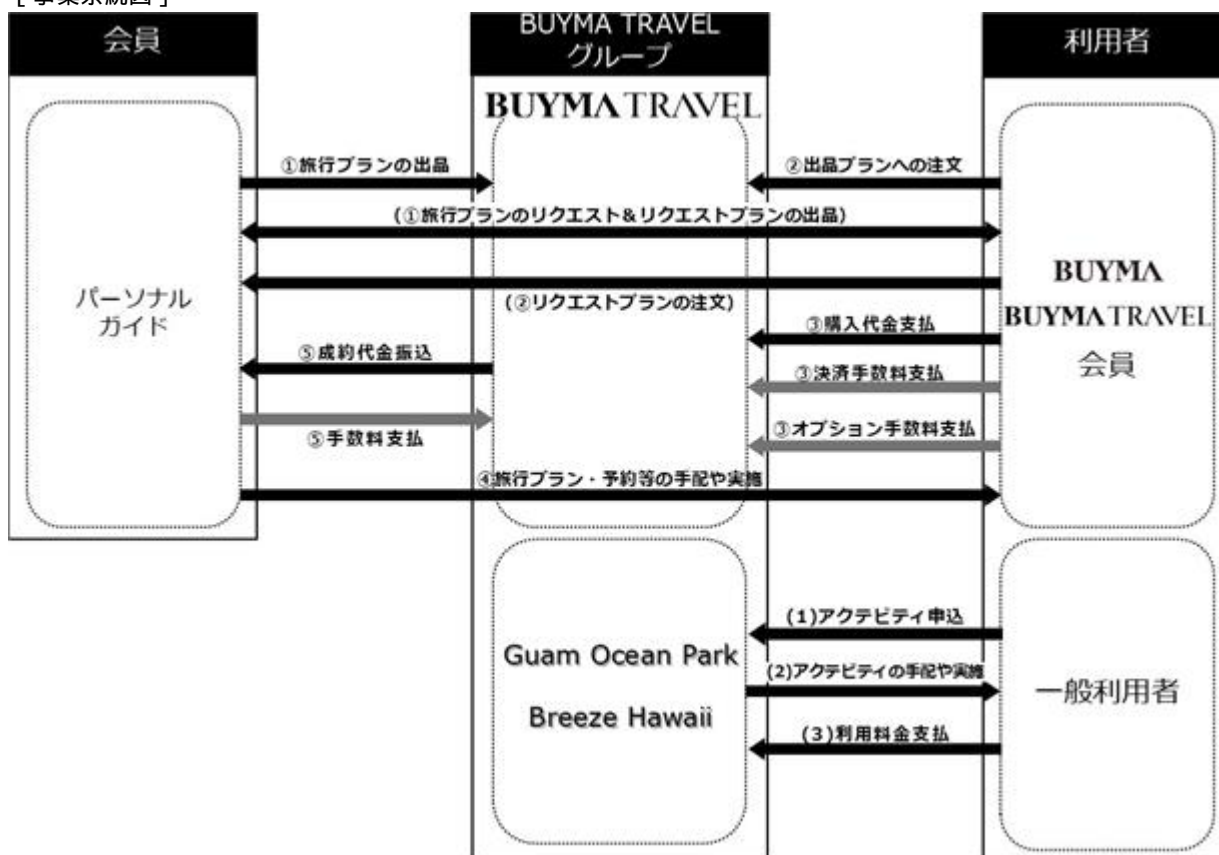 [ 事業系統図 ]
会員
BUYMA TRAVEL
グループ
利用者
BUYMA TRAVEL
①旅行プランの出品
②出品プランへの注文
(①旅行プランのリクエスト&リクエストプランの出品)
(②リクエストプランの注文)
パーソナル
ガイド
BUYMA
BUYMA TRAVEL
会員
③購入代金支払
⑤成約代金振込
③決済手数料支払
⑤手数料支払
③オプション手数料支払
④旅行プラン・予約等の手配や実施
(1)アクテビティ申込
Guam Ocean Park
(2)アクテビティの手配や実施
Breeze Hawaii
一般利用者
(3)利用料金支払